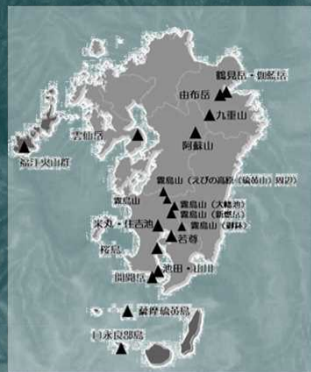 鶴見岳・伽藍岳
由布岳
九重山
雲仙岳
阿蘇山
福江火山群
霧島山（えびの高原（硫黄山）周辺）
霧島山
霧島山（大幡池）
霧島山（新燃岳）
霧島山（御鉢）
米丸・住吉池
若尊
桜島
池田・山川
開聞岳
薩摩硫黄島
口永良部島